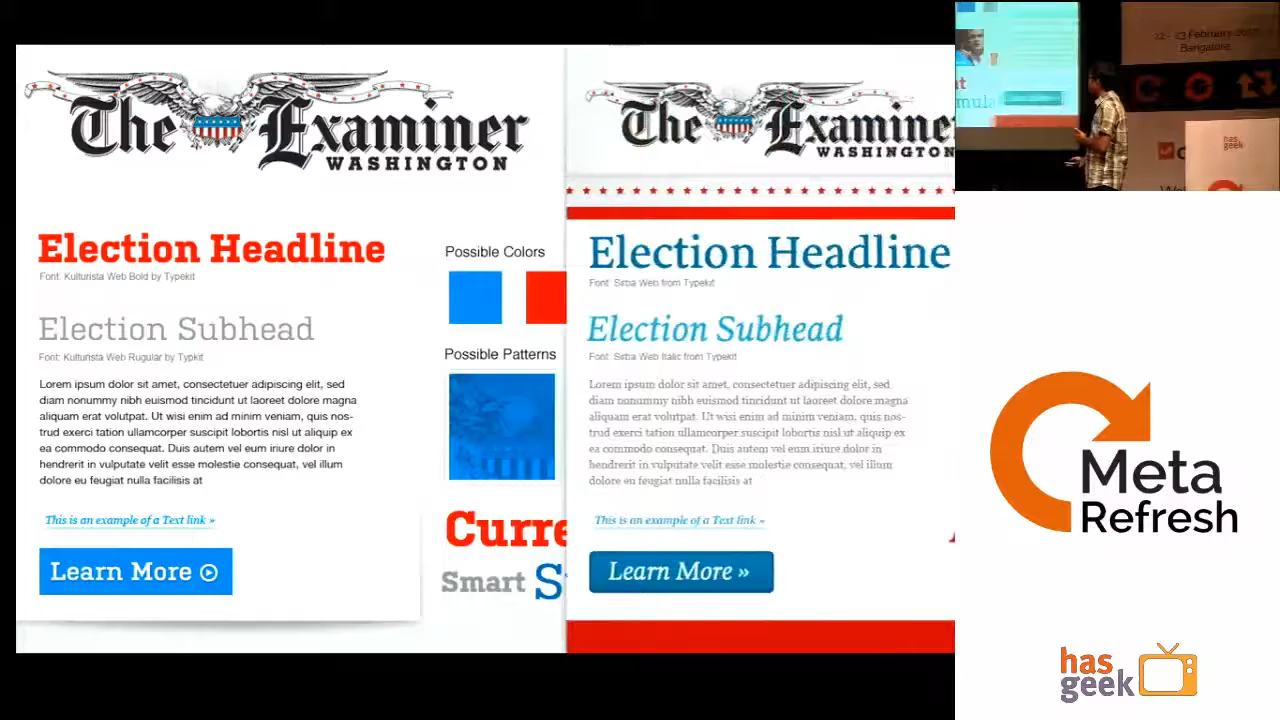 The Examiner
WASHINGTON
Election Headline
Font: Kulturista Web Bold by Typekit
Election Subhead
Font: Kulturista Web Rugular by Typkit
Lorem ipsum dolor sit amet, consectetuer adipiscing elit, sed
diam nonummy nibh euismod tincidunt ut laoreet dolore magna
aliquam erat volutpat. Ut wisi enim ad minim veniam, quis nos-
trud exerci tation ullamcorper suscipit lobortis nisl ut aliquip ex
ea commodo consequat. Duis autem vel eum iriure dolor in
hendrerit in vulputate velit esse molestie consequat, vel illum
dolore eu feugiat nulla facilisis at
This is an example of a Text link »
Learn More
Possible Colors
Possible Patterns
Curre
Smart S
The Examine
WASHINGTON
Election Headline
Font: Sirba Web from Typekit
Election Subhead
Font: Sirba Web Italic from Typekit
Lorem ipsum dolor sit amet, consectetuer adipiscing elit, sed
diam nonummy nibh euismod tincidunt ut laoreet dolore magna
aliquam erat volutpat. Ut wisi enim ad minim veniam, quis nos-
trud exerci tation ullamcorper suscipit lobortis nisl ut aliquip ex
ea commodo consequat. Duis autem vel eum iriure dolor in
hendrerit in vulputate velit esse molestie consequat, vel illum
dolore eu feugiat nulla facilisis at
This is an example of a Text link »
Learn More »
February
Bangalore
has
geek
Meta
Refresh
has
geek